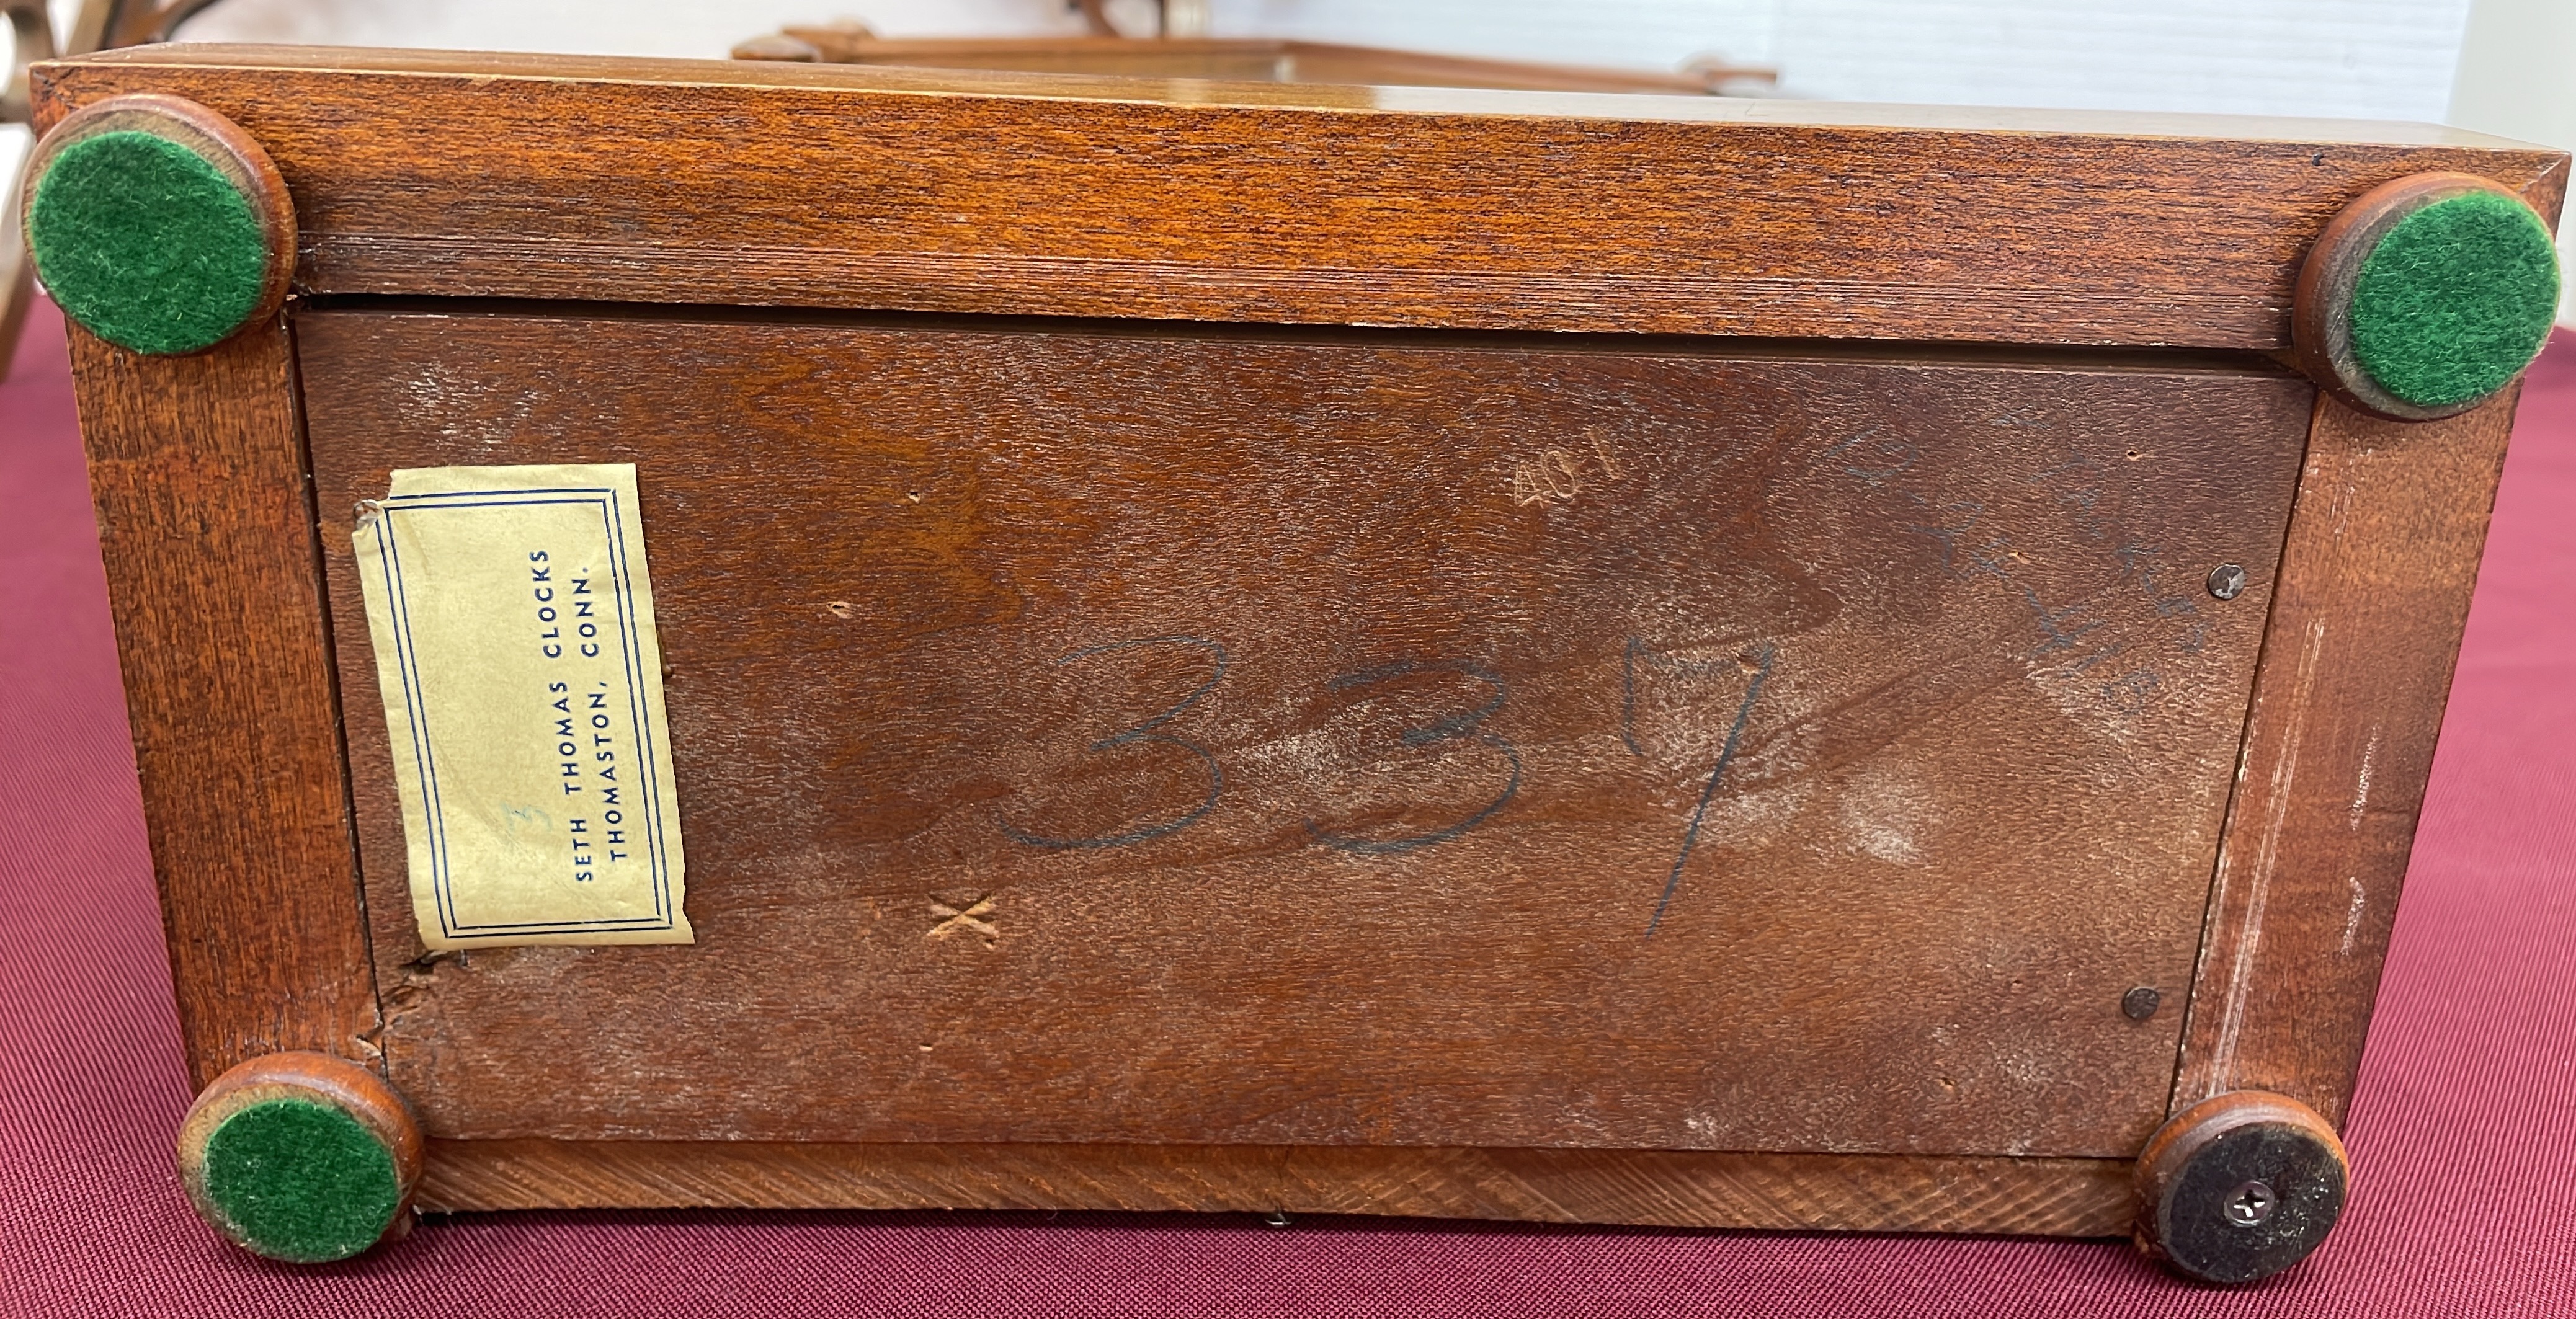 SETH THOMAS CLOCKS
THOMASTON, CONN.
3
401
337